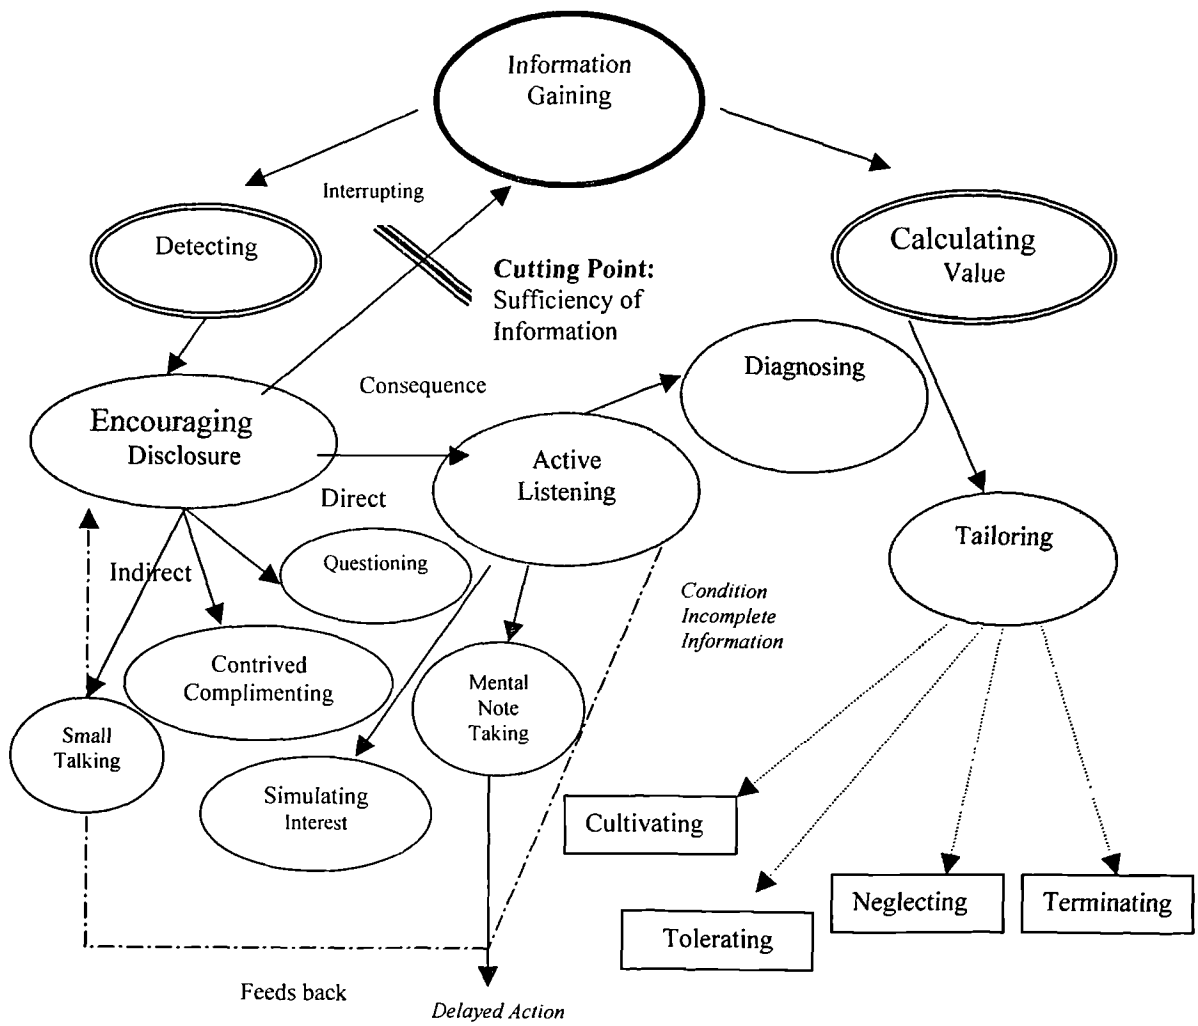 Information
Gaining
Interrupting
Detecting
Calculating
Value
Cutting Point:
Sufficiency of
Information
Diagnosing
Consequence
Encouraging
Disclosure
Active
Listening
Direct
Tailoring
Questioning
Indirect
Condition
Incomplete
Information
Contrived
Complimenting
Mental
Note
Taking
Small
Talking
Simulating
Interest
Cultivating
Neglecting
Terminating
Tolerating
Feeds back
Delayed Action